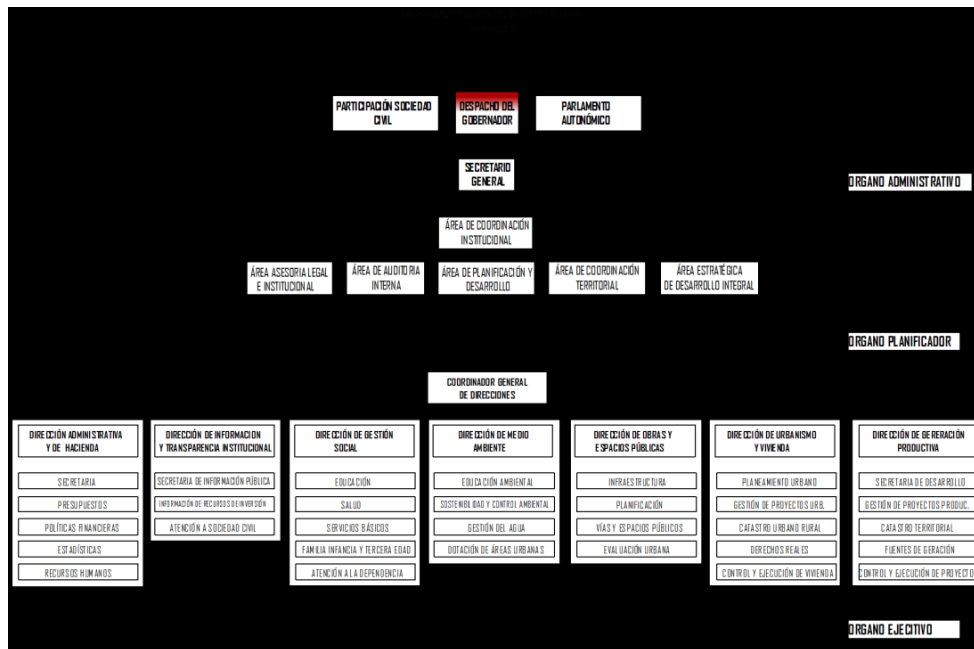 PARTICIPACIÓN SOCIEDAD
CIVIL
DESPACHO DEL
GOBERNADOR
PARLAMENTO
AUTONÓMICO
SECRETARIO
GENERAL
ORGANO ADMINISTRATIVO
ÁREA DE COORDINACIÓN
INSTITUCIONAL
ÁREA ASESORIA LEGAL
E INSTITUCIONAL
ÁREA DE AUDITORIA
INTERNA
ÁREA DE PLANIFICACIÓN Y
DESARROLLO
ÁREA DE COORDINACIÓN
TERRITORIAL
ÁREA ESTRATÉGICA
DE DESARROLLO INTEGRAL
ORGANO PLANIFICADOR
COORDINADOR GENERAL
DE DIRECCIONES
DIRECCIÓN ADMINISTRATIVA
Y DE HACIENDA
SECRETARIA
PRESUPUESTOS
POLÍTICAS FINANCIERAS
ESTADÍSTICAS
RECURSOS HUMANOS
DIRECCIÓN DE INFORMACION
Y TRANSPARENCIA INSTITUCIONAL
SECRETARIA DE INFORMACIÓN PÚBLICA
INFORMACIÓN DE RECURSOS DE INVERSIÓN
ATENCIÓN A SOCIEDAD CIVIL
DIRECCIÓN DE GESTIÓN
SOCIAL
EDUCACIÓN
SALUD
SERVICIOS BÁSICOS
FAMILIA INFANCIA Y TERCERA EDAD
ATENCIÓN A LA DEPENDENCIA
DIRECCIÓN DE MEDIO
AMBIENTE
EDUCACIÓN AMBIENTAL
SOSTENIBILIDAD Y CONTROL AMBIENTAL
GESTIÓN DEL AGUA
DOTACIÓN DE ÁREAS URBANAS
DIRECCIÓN DE OBRAS Y
ESPACIOS PÚBLICAS
INFRAESTRUCTURA
PLANIFICACIÓN
VÍAS Y ESPACIOS PÚBLICOS
EVALUACIÓN URBANA
DIRECCIÓN DE URBANISMO
Y VIVIENDA
PLANEAMIENTO URBANO
GESTIÓN DE PROYECTOS URB.
CATASTRO URBANO RURAL
DERECHOS REALES
CONTROL Y EJECUCIÓN DE VIVIENDA
DIRECCIÓN DE GERERACIÓN
PRODUCTIVA
SECRETARIA DE DESAROLLO
GESTIÓN DE PROYECTOS PRODUC.
CATASTRO TERRITORIAL
FUENTES DE GERACIÓN
CONTROL Y EJECUCIÓN DE PROYECTO
ORGANO EJECITIVO